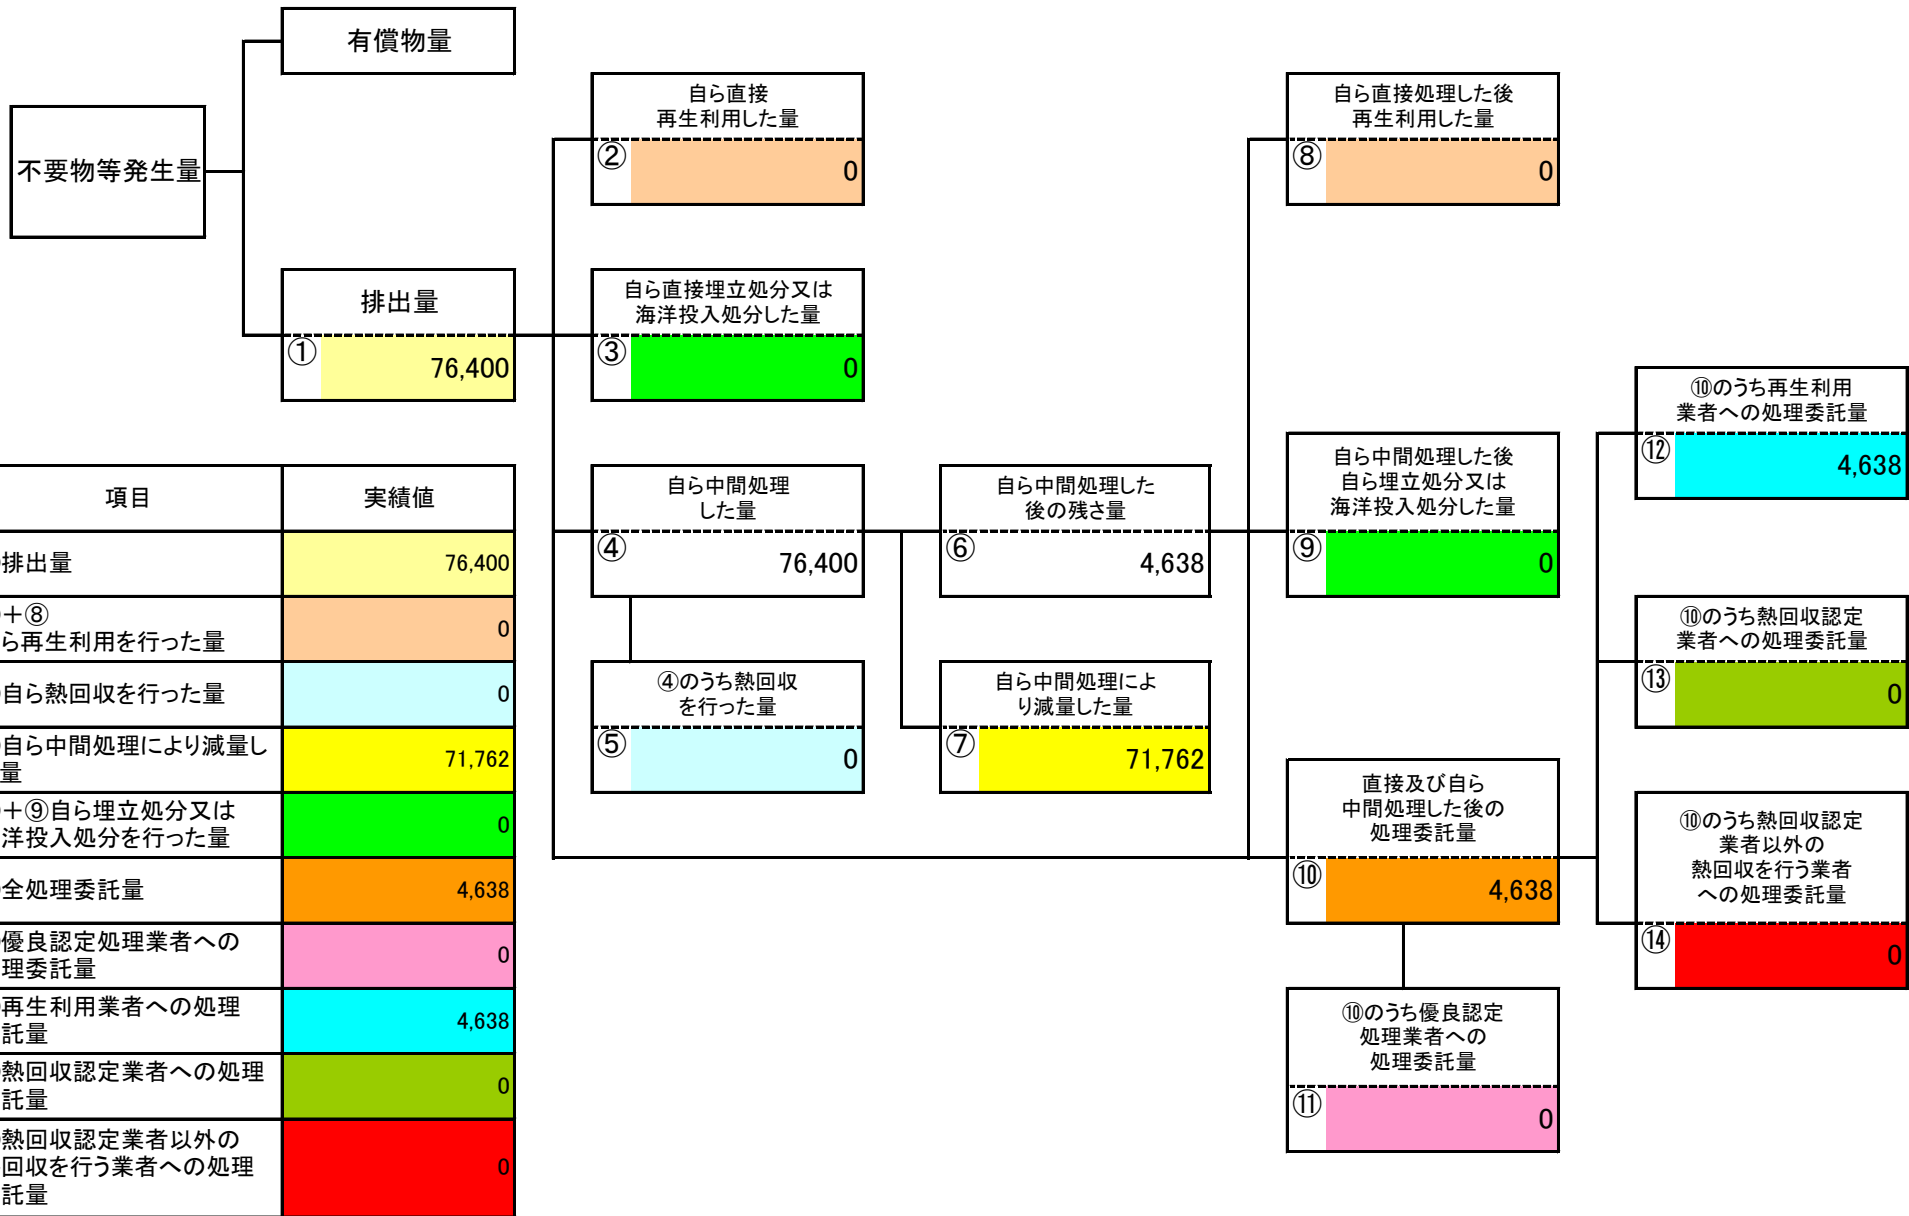 有償物量
不要物等発生量
排出量
①
76,400
自ら直接
再生利用した量
②
0
自ら直接埋立処分又は
海洋投入処分した量
③
0
自ら中間処理
した量
④
76,400
④のうち熱回収
を行った量
⑤
0
自ら中間処理した
後の残さ量
⑥
4,638
自ら中間処理によ
り減量した量
⑦
71,762
自ら直接処理した後
再生利用した量
⑧
0
自ら中間処理した後
自ら埋立処分又は
海洋投入処分した量
⑨
0
直接及び自ら
中間処理した後の
処理委託量
⑩
4,638
⑩のうち優良認定
処理業者への
処理委託量
⑪
0
⑩のうち再生利用
業者への処理委託量
⑫
4,638
⑩のうち熱回収認定
業者への処理委託量
⑬
0
⑩のうち熱回収認定
業者以外の
熱回収を行う業者
への処理委託量
⑭
0
項目 実績値
排出量 76,400
+⑧
ら再生利用を行った量 0
自ら熱回収を行った量 0
自ら中間処理により減量し
量 71,762
+⑨自ら埋立処分又は
洋投入処分を行った量 0
全処理委託量 4,638
優良認定処理業者への
理委託量 0
再生利用業者への処理
託量 4,638
熱回収認定業者への処理
託量 0
熱回収認定業者以外の
回収を行う業者への処理
託量 0